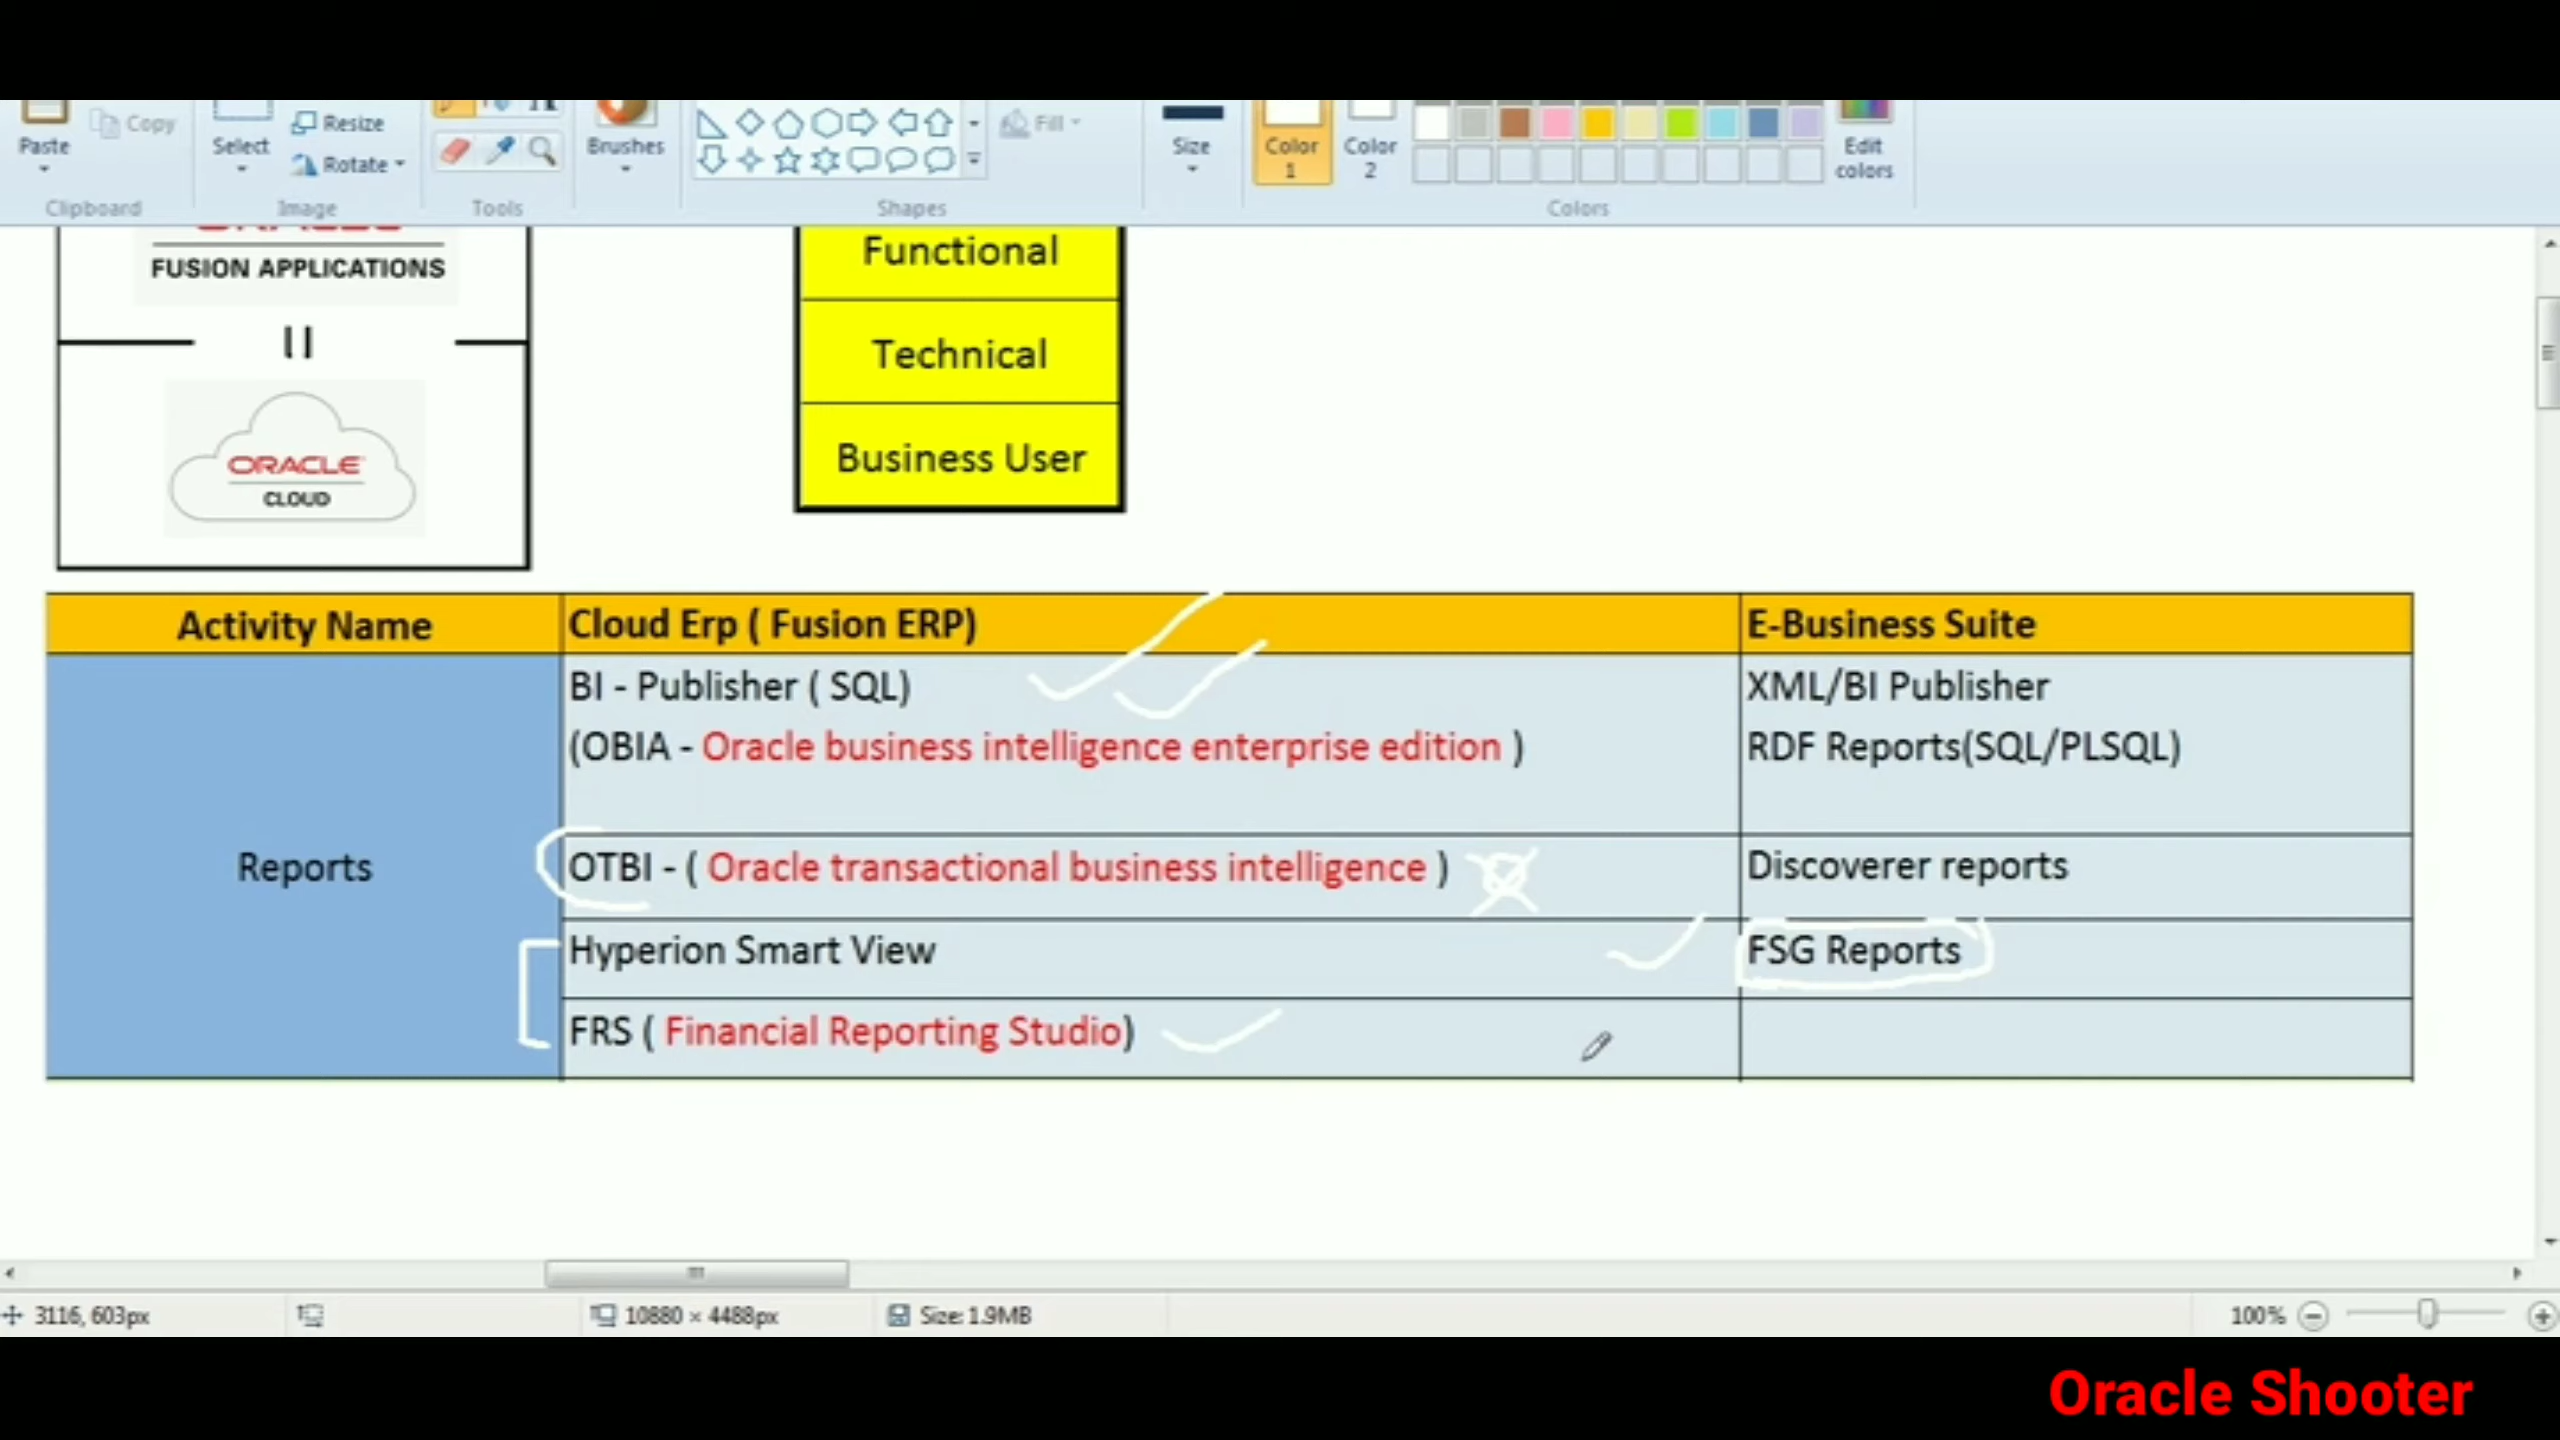 Paste
Copy
Clipboard
Select
Resize
Rotate
Image
Tools
Brushes
Shapes
Fill
Size
Color 1
Color 2
Edit colors
Colors
FUSION APPLICATIONS
ORACLE
CLOUD
Functional
Technical
Business User
Activity Name
Cloud Erp ( Fusion ERP)
E-Business Suite
Reports
BI - Publisher ( SQL)
(OBIA - Oracle business intelligence enterprise edition )
XML/BI Publisher
RDF Reports(SQL/PLSQL)
OTBI - ( Oracle transactional business intelligence )
Discoverer reports
Hyperion Smart View
FSG Reports
FRS ( Financial Reporting Studio)
3116, 603px
10880 × 4488px
Size: 1.9MB
100%
Oracle Shooter